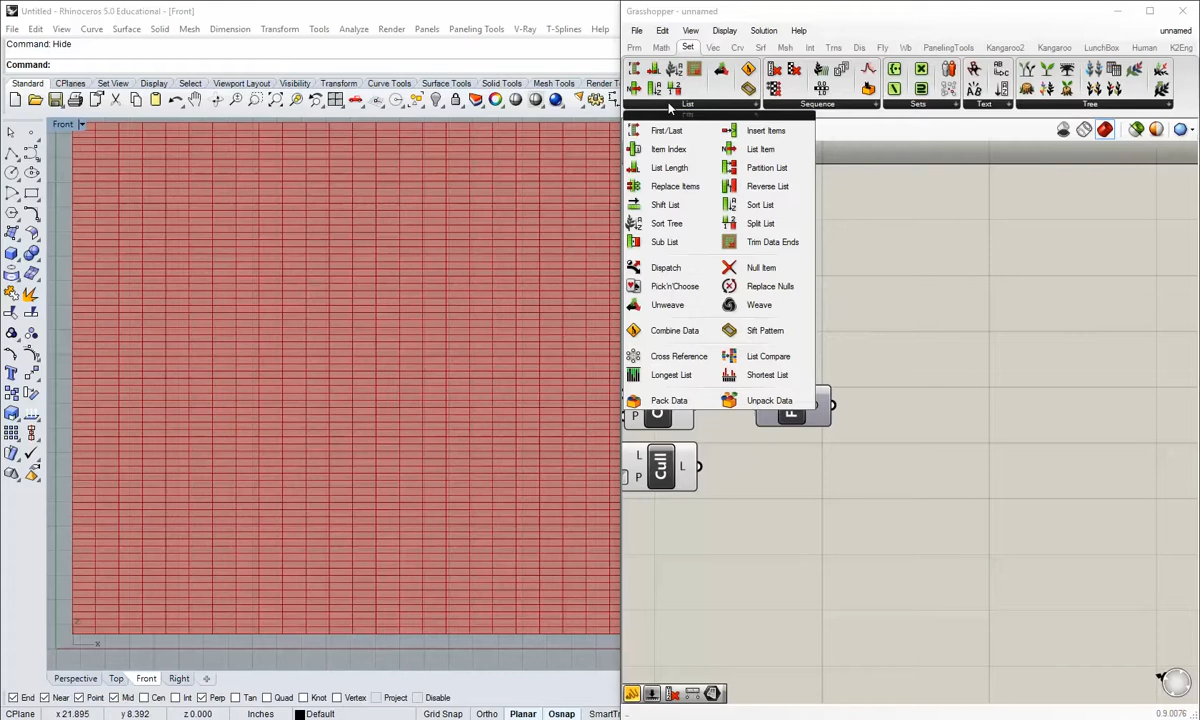 Untitled - Rhinoceros 5.0 Educational - [Front]
File Edit View Curve Surface Solid Mesh Dimension Transform Tools Analyze Render Panels V-Ray T-Splines Help
Command: Hide
Command:
Standard CPlanes Set View Display Select Viewport Layout Visibility Transform Curve Tools Surface Tools Solid Tools Mesh Tools Render To
Front
Perspective Top Front Right
End Near Point Mid Cen Int Perp Tan Quad Knot Vertex Project Disable
CPlane x 21.895 y 8.392 z 0.000 Inches Default Grid Snap Ortho Planar Osnap SmartTr
Grasshopper - unnamed
File Edit View Display Solution Help unnamed
Prm Math Set Vec Crv Srf Msh Int Trns Dis Fly Wb PanelingTools Kangaroo2 Kangaroo LunchBox Human K2Eng
List Sequence Sets Text Tree
First/Last Insert Items
Item Index List Item
List Length Partition List
Replace Items Reverse List
Shift List Sort List
Sort Tree Split List
Sub List Trim Data Ends
Dispatch Null Item
Pick'n'Choose Replace Nulls
Unweave Weave
Combine Data Sift Pattern
Cross Reference List Compare
Longest List Shortest List
Pack Data Unpack Data
P
L
P
Cull
L
0.9.0076